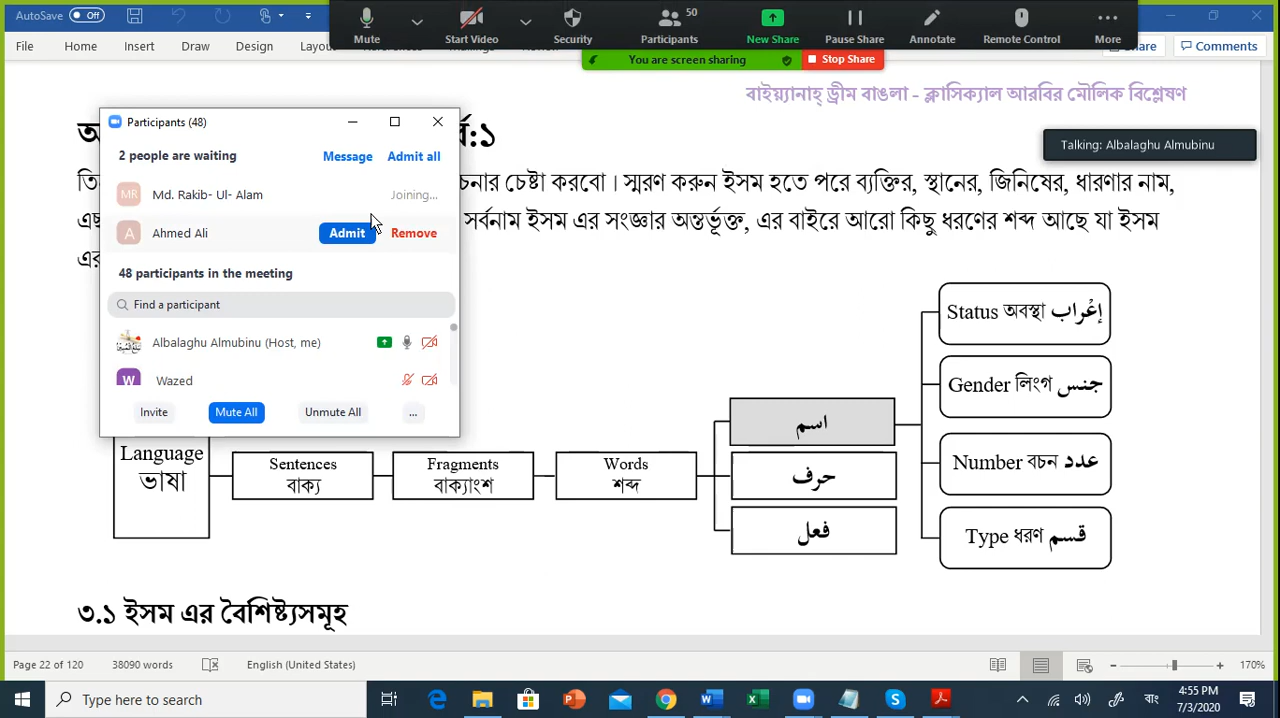 AutoSave Off
Mute
Start Video
Security
50
Participants
New Share
Pause Share
Annotate
Remote Control
More
File Home Insert Draw Design
Share
Comments
You are screen sharing
Stop Share
বাইয়্যানাহ্ ড্রীম বাঙলা - ক্লাসিক্যাল আরবির মৌলিক বিশ্লেষণ
Participants (48)
Talking: Albalaghu Almubinu
2 people are waiting
Message
Admit all
MR Md. Rakib- Ul- Alam Joining...
চনার চেষ্টা করবো। স্মরণ করুন ইসম হতে পারে ব্যক্তির, স্থানের, জিনিষের, ধারণার নাম,
সর্বনাম ইসম এর সংজ্ঞার অন্তর্ভূক্ত, এর বাইরে আরো কিছু ধরণের শব্দ আছে যা ইসম
A Ahmed Ali Admit Remove
48 participants in the meeting
Find a participant
Albalaghu Almubinu (Host, me)
W Wazed
Invite
Mute All
Unmute All
...
Language
ভাষা
Sentences
বাক্য
Fragments
বাক্যাংশ
Words
শব্দ
اسم
حرف
فعل
Status অবস্থা إعْراب
Gender লিংগ جنس
Number বচন عدد
Type ধরণ قسم
৩.১ ইসম এর বৈশিষ্ট্যসমূহ
Page 22 of 120
38090 words
English (United States)
170%
Type here to search
বাং
4:55 PM
7/3/2020